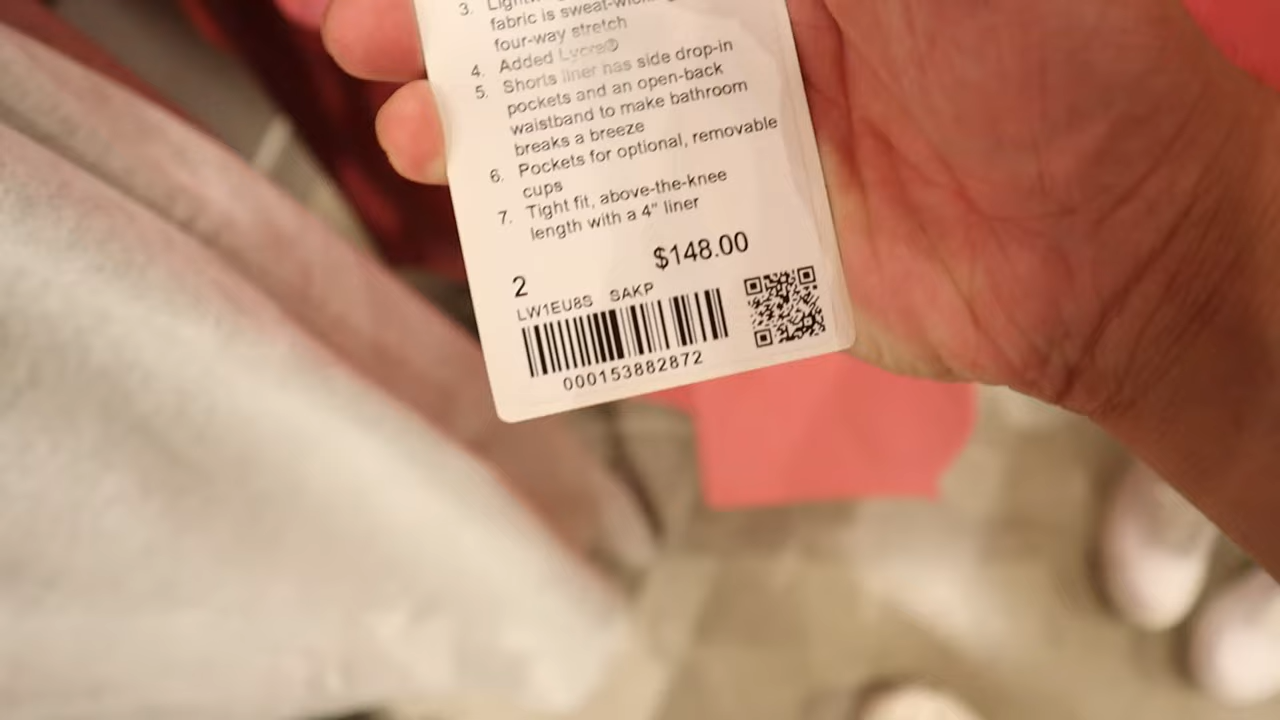 3.
fabric is sweat-wicking
four-way stretch
4. Added Lycra®
5. Shorts liner has side drop-in
pockets and an open-back
waistband to make bathroom
breaks a breeze
6. Pockets for optional, removable
cups
7. Tight fit, above-the-knee
length with a 4" liner
$148.00
2
LW1EU8S SAKP
000153882872